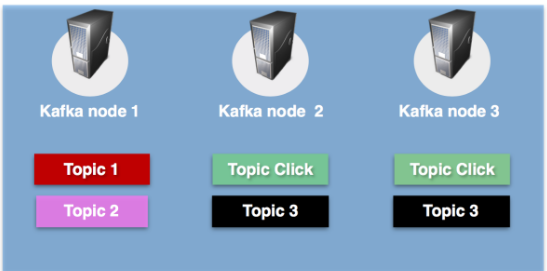 Kafka node 1
Kafka node 2
Kafka node 3
Topic 1
Topic Click
Topic Click
Topic 2
Topic 3
Topic 3